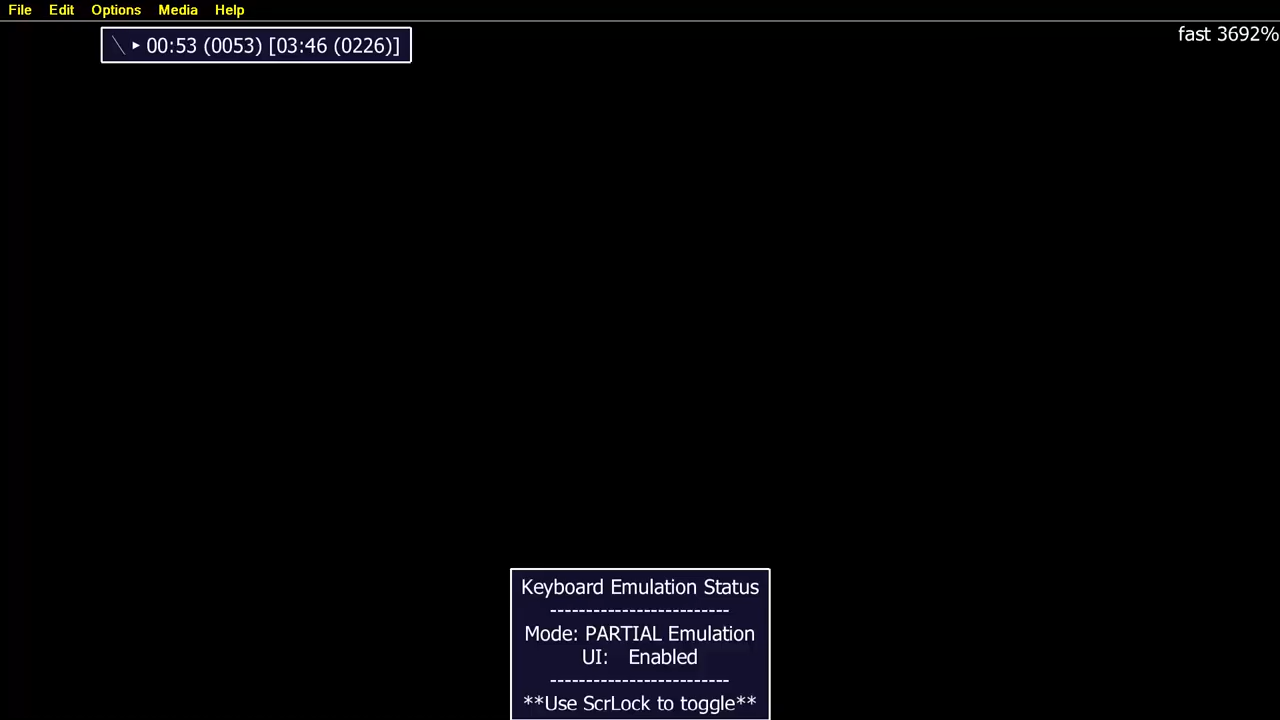 File Edit Options Media Help
00:53 (0053) [03:46 (0226)]
fast 3692%
Keyboard Emulation Status
-------------------------
Mode: PARTIAL Emulation
UI: Enabled
-------------------------
**Use ScrLock to toggle**